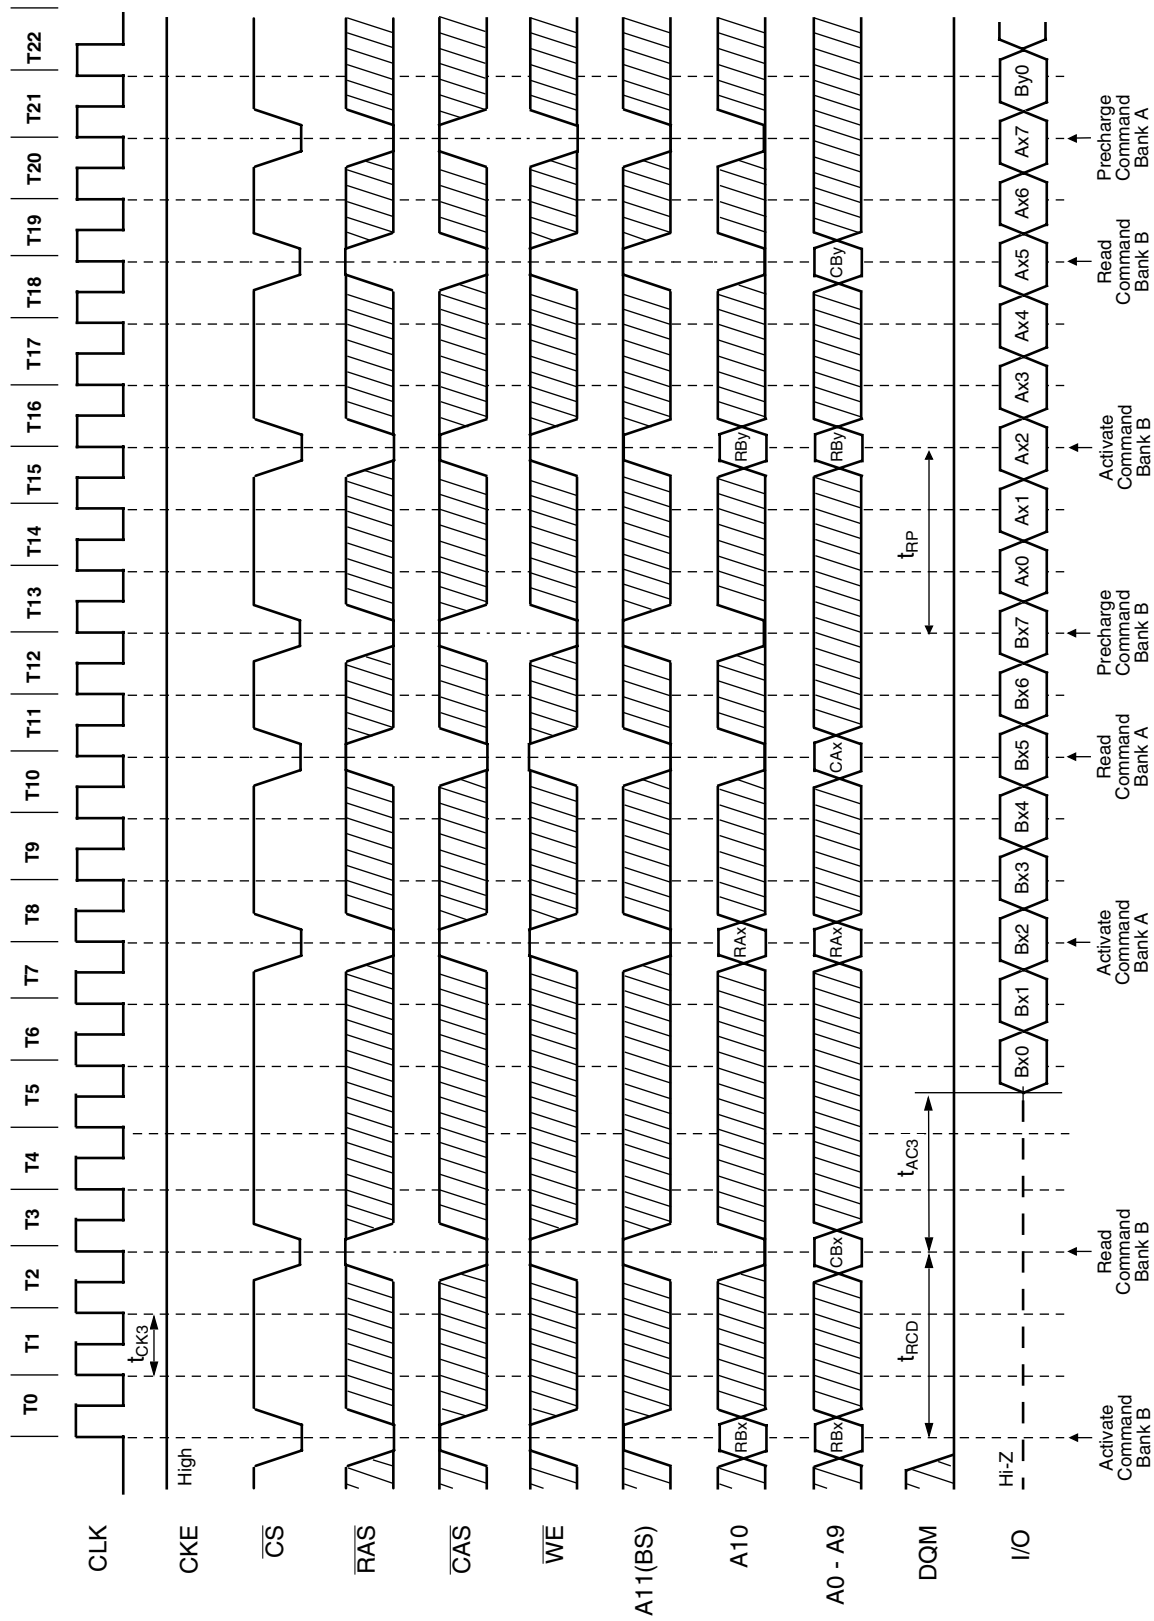 T0 T1 T2 T3 T4 T5 T6 T7 T8 T9 T10 T11 T12 T13 T14 T15 T16 T17 T18 T19 T20 T21 T22
CLK
tCK3
CKE
High
CS
RAS
CAS
WE
A11(BS)
A10
RBx RAx RBy
A0 - A9
RBx CBx RAx CAx RBy CBy
DQM
tRCD tAC3 tRP
I/O
Hi-Z
Bx0 Bx1 Bx2 Bx3 Bx4 Bx5 Bx6 Bx7 Ax0 Ax1 Ax2 Ax3 Ax4 Ax5 Ax6 Ax7 By0
Activate
Command
Bank B
Read
Command
Bank B
Activate
Command
Bank A
Read
Command
Bank A
Precharge
Command
Bank B
Activate
Command
Bank B
Read
Command
Bank B
Precharge
Command
Bank A